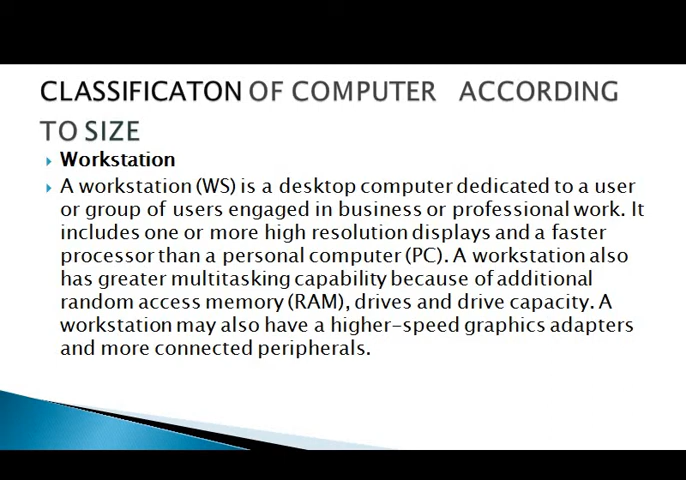 CLASSIFICATON OF COMPUTER ACCORDING
TO SIZE
Workstation
A workstation (WS) is a desktop computer dedicated to a user
or group of users engaged in business or professional work. It
includes one or more high resolution displays and a faster
processor than a personal computer (PC). A workstation also
has greater multitasking capability because of additional
random access memory (RAM), drives and drive capacity. A
workstation may also have a higher-speed graphics adapters
and more connected peripherals.